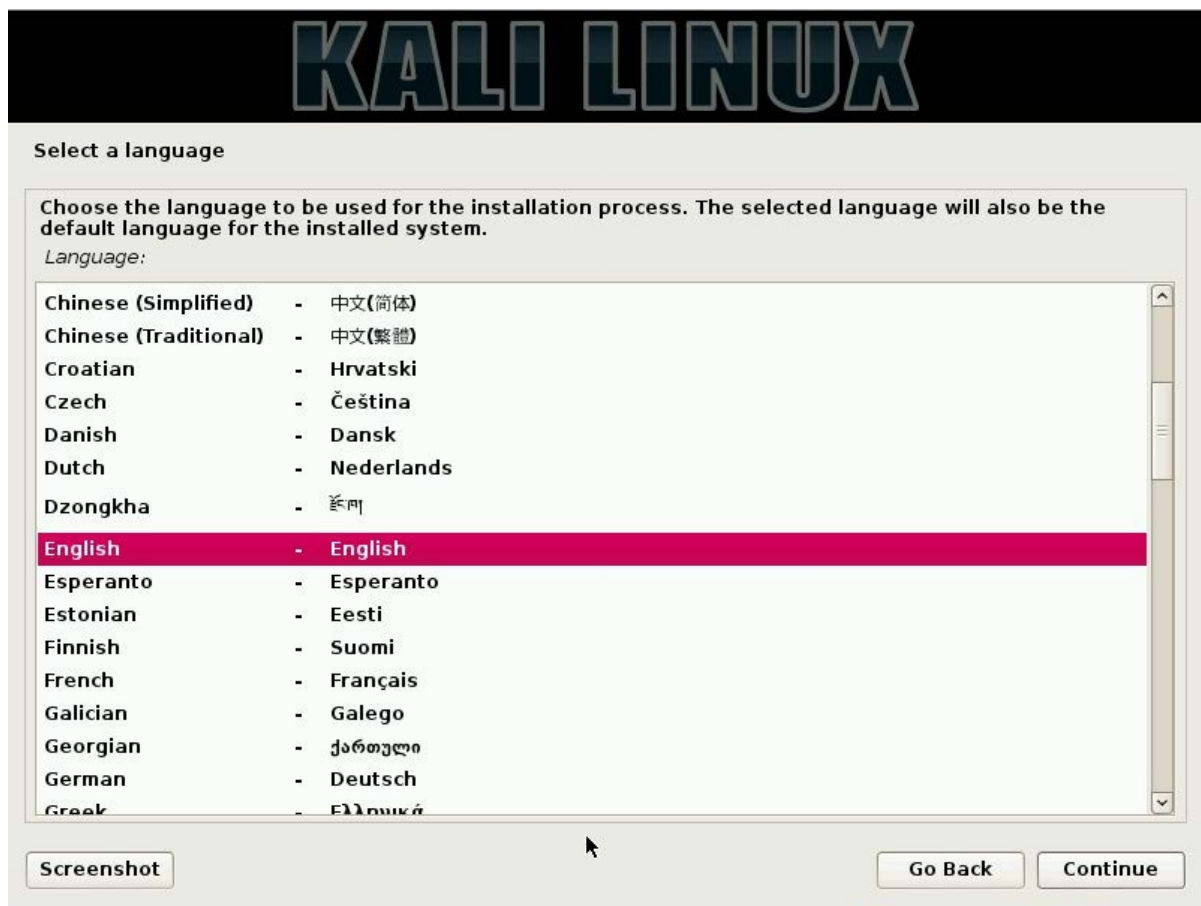 KALI LINUX
Select a language
Choose the language to be used for the installation process. The selected language will also be the
default language for the installed system.
Language:
Chinese (Simplified) - 中文(简体)
Chinese (Traditional) - 中文(繁體)
Croatian - Hrvatski
Czech - Čeština
Danish - Dansk
Dutch - Nederlands
Dzongkha - རྫོང་ཁ།
English - English
Esperanto - Esperanto
Estonian - Eesti
Finnish - Suomi
French - Français
Galician - Galego
Georgian - ქართული
German - Deutsch
Greek - Ελληνικά
Screenshot Go Back Continue